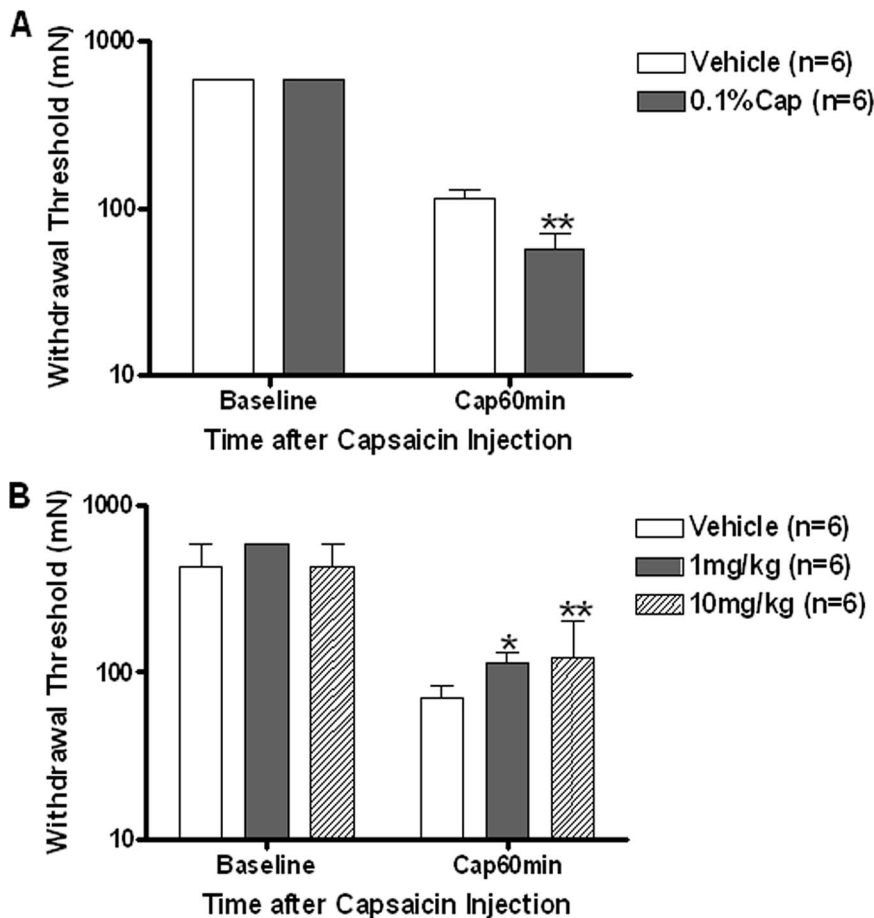 A
Withdrawal Threshold (mN)
1000
100
10
**
Baseline
Cap60min
Time after Capsaicin Injection
Vehicle (n=6)
0.1%Cap (n=6)
B
Withdrawal Threshold (mN)
1000
100
10
*
**
Baseline
Cap60min
Time after Capsaicin Injection
Vehicle (n=6)
1mg/kg (n=6)
10mg/kg (n=6)